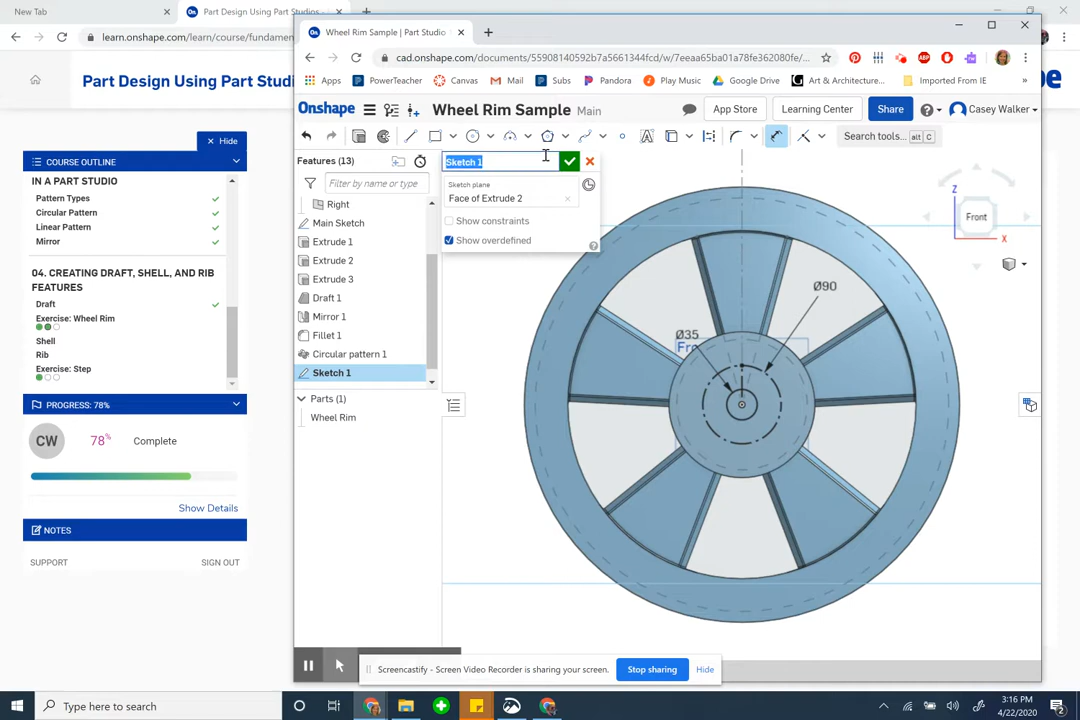 New Tab
Part Design Using Part Studios -
learn.onshape.com/learn/course/fundamen
Part Design Using Part Studi
Hide
COURSE OUTLINE
IN A PART STUDIO
Pattern Types
Circular Pattern
Linear Pattern
Mirror
04. CREATING DRAFT, SHELL, AND RIB
FEATURES
Draft
Exercise: Wheel Rim
Shell
Rib
Exercise: Step
PROGRESS: 78%
CW
78%
Complete
Show Details
NOTES
SUPPORT
SIGN OUT
Wheel Rim Sample | Part Studio
cad.onshape.com/documents/55908140592b7a5661344fcd/w/7eeaa65b7071080fe/...
Apps
PowerTeacher
Canvas
Mail
Subs
Pandora
Play Music
Google Drive
Art & Architecture...
Imported From IE
Onshape
Wheel Rim Sample
Main
App Store
Learning Center
Share
Casey Walker
Search tools...
alt
C
Features (13)
Filter by name or type
Right
Main Sketch
Extrude 1
Extrude 2
Extrude 3
Draft 1
Mirror 1
Fillet 1
Circular pattern 1
Sketch 1
Parts (1)
Wheel Rim
Sketch 1
Sketch plane
Face of Extrude 2
Show constraints
Show overdefined
Ø90
Ø35
Fro
Z
Front
X
Screencastify - Screen Video Recorder is sharing your screen.
Stop sharing
Hide
Type here to search
3:16 PM
4/22/2020
2